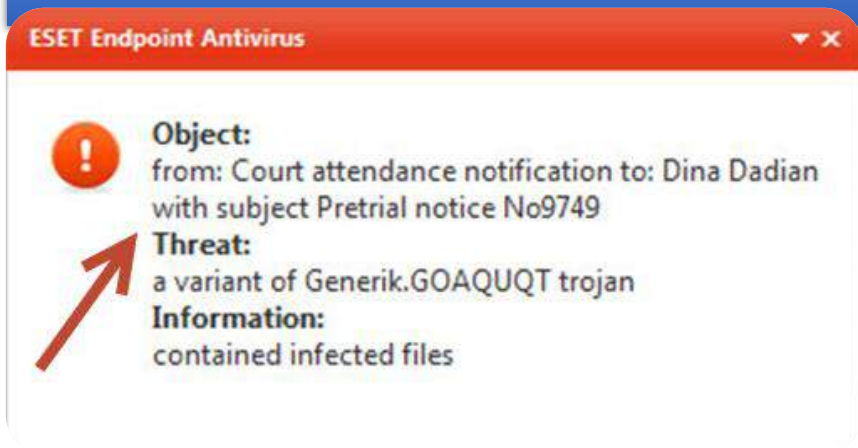 ESET Endpoint Antivirus
Object:
from: Court attendance notification to: Dina Dadian
with subject Pretrial notice No9749
Threat:
a variant of Generik.GOAQUQT trojan
Information:
contained infected files